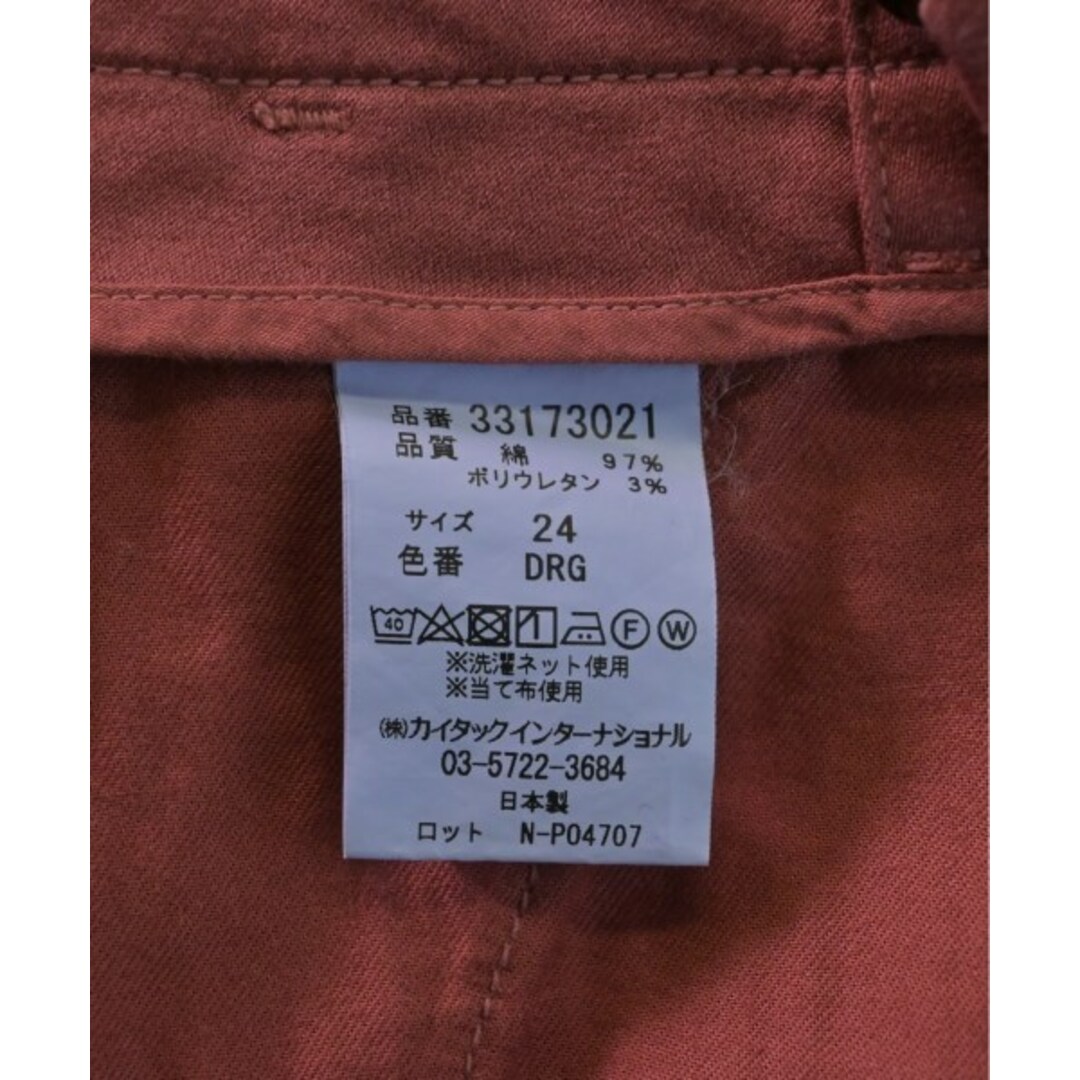 品番 33173021
品質 綿 97%
ポリウレタン 3%
サイズ 24
色番 DRG
40 F W
※洗濯ネット使用
※当て布使用
(株)カイタックインターナショナル
03-5722-3684
日本製
ロット N-P04707